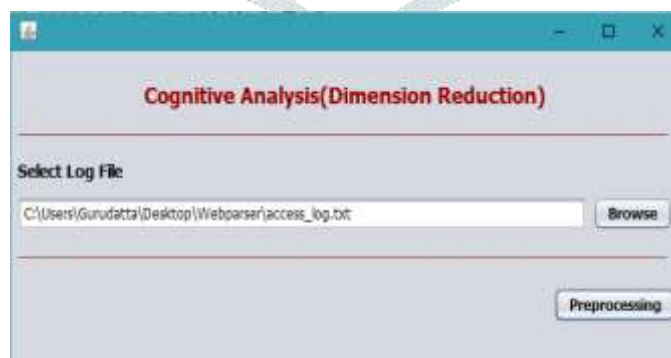 Cognitive Analysis(Dimension Reduction)
Select Log File
C:\Users\Gurudatta\Desktop\Webparser\access_log.txt
Browse
Preprocessing